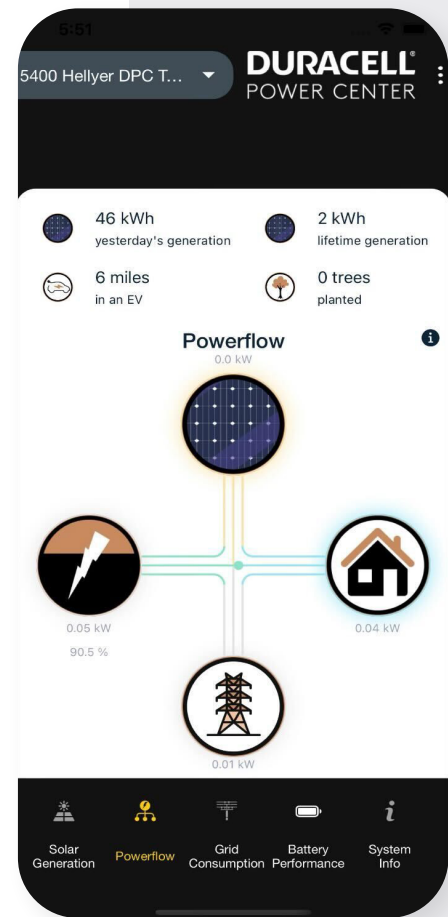 5:51
5400 Hellyer DPC T...
DURACELL®
POWER CENTER
46 kWh
yesterday's generation
2 kWh
lifetime generation
6 miles
in an EV
0 trees
planted
Powerflow
0.0 kW
0.05 kW
90.5 %
0.04 kW
0.01 kW
Solar
Generation
Powerflow
Grid
Consumption
Battery
Performance
System
Info